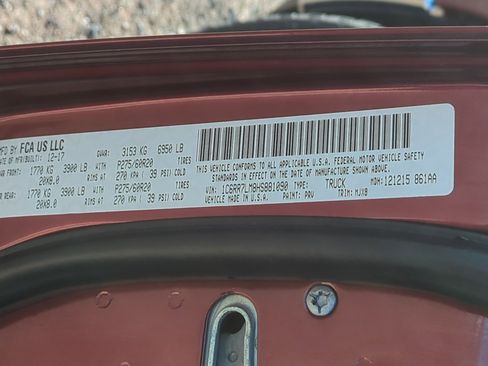 MFG BY: FCA US LLC
DATE OF MFR/BUILT: 12-17 GVWR: 3153 KG 6950 LB
FRONT: 1770 KG 3900 LB WITH P275/60R20 TIRES
20X8.0 RIMS AT 270 KPA ( 39 PSI) COLD
REAR: 1770 KG 3900 LB WITH P275/60R20 TIRES
20X8.0 RIMS AT 270 KPA ( 39 PSI) COLD
THIS VEHICLE CONFORMS TO ALL APPLICABLE U.S.A. FEDERAL MOTOR VEHICLE SAFETY
STANDARDS IN EFFECT ON THE DATE OF MANUFACTURE SHOWN ABOVE.
VIN: TYPE: TRUCK MDH: 121215 861AA
VEHICLE MADE IN U.S.A. PAINT: PRV TRIM: MJX8